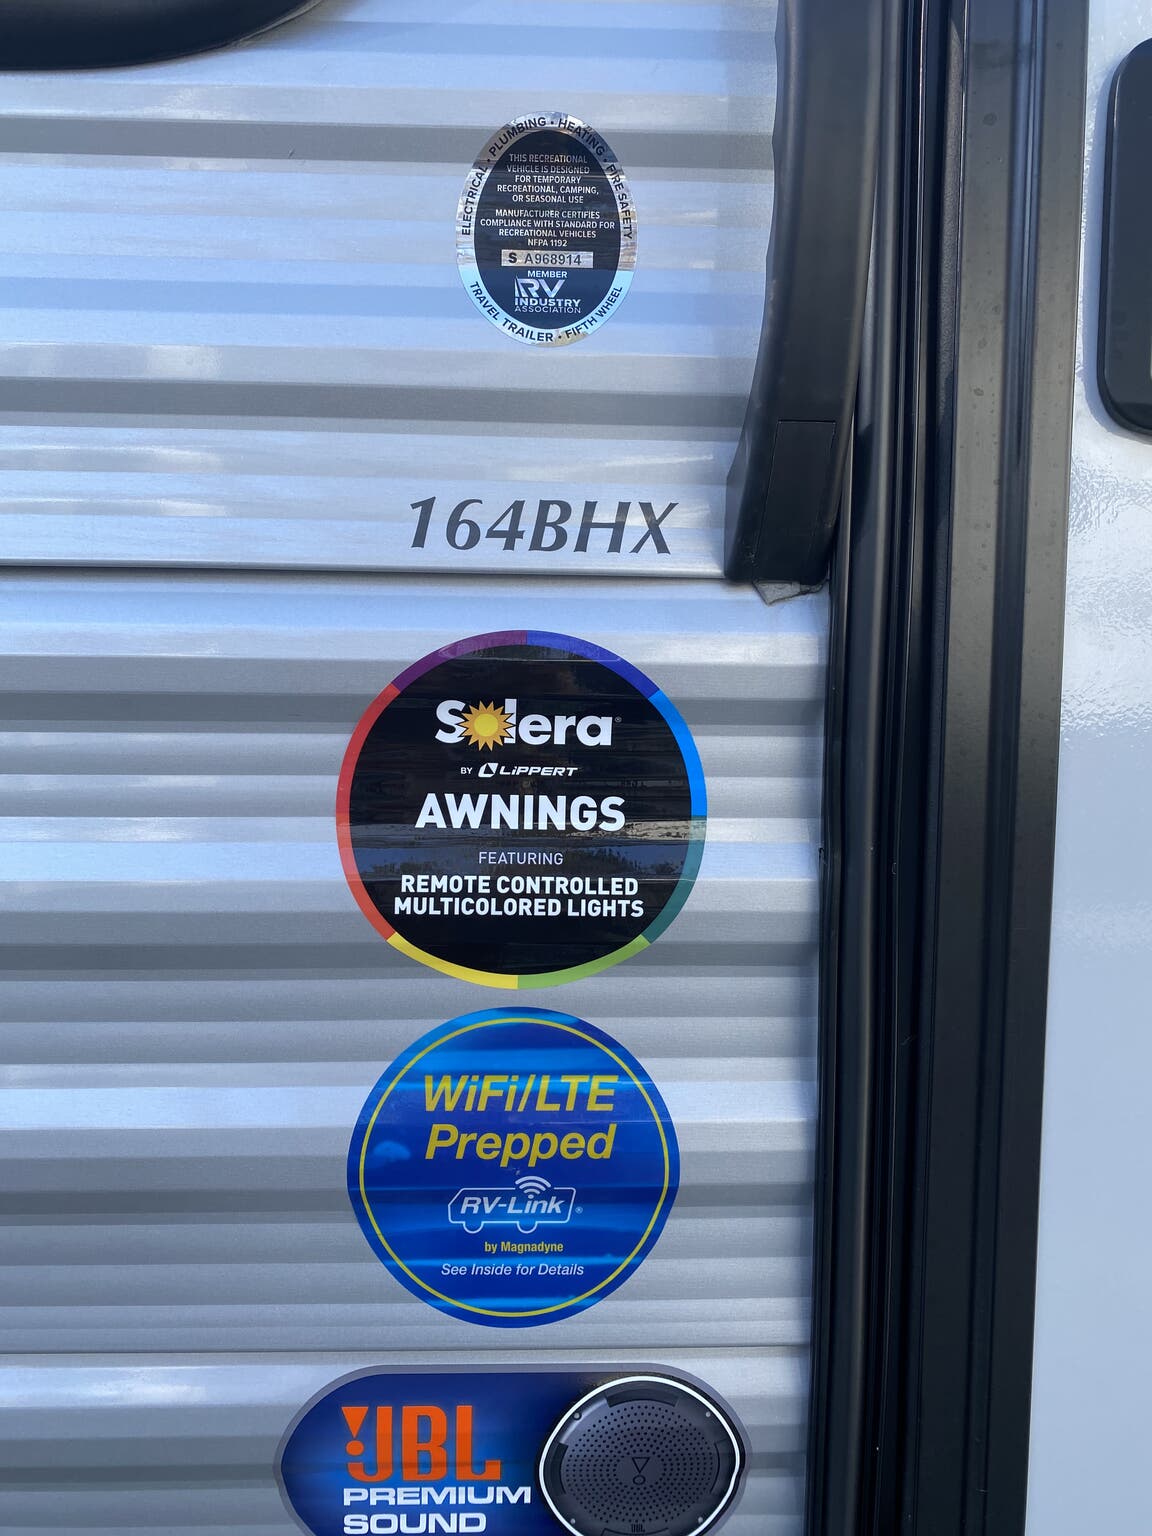 ELECTRICAL • PLUMBING • HEATING • FIRE SAFETY
THIS RECREATIONAL
VEHICLE IS DESIGNED
FOR TEMPORARY
RECREATIONAL, CAMPING,
OR SEASONAL USE
MANUFACTURER CERTIFIES
COMPLIANCE WITH STANDARD FOR
RECREATIONAL VEHICLES
NFPA 1192
S A968914
MEMBER
RV
INDUSTRY
ASSOCIATION
TRAVEL TRAILER • FIFTH WHEEL
164BHX
Solera®
BY LIPPERT
AWNINGS
FEATURING
REMOTE CONTROLLED
MULTICOLORED LIGHTS
WiFi/LTE
Prepped
RV-Link®
by Magnadyne
See Inside for Details
JBL
PREMIUM
SOUND
JBL